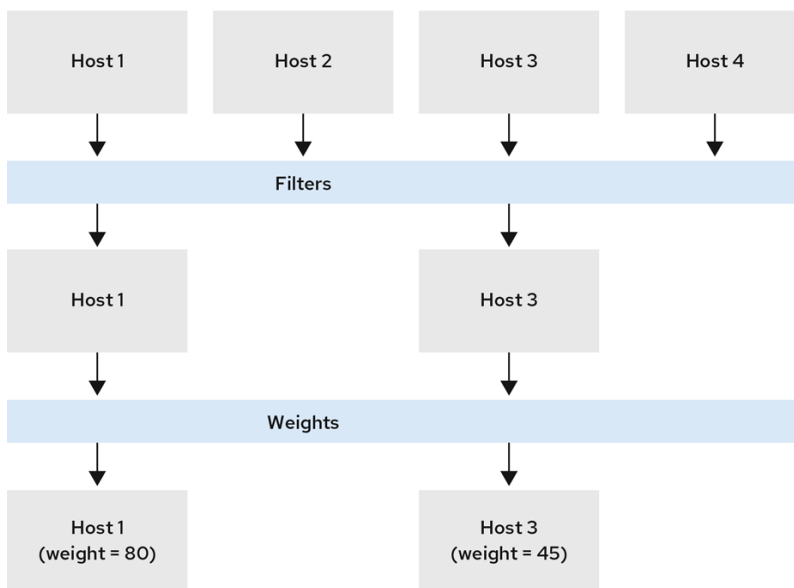 Host 1
Host 2
Host 3
Host 4
Filters
Host 1
Host 3
Weights
Host 1
(weight = 80)
Host 3
(weight = 45)